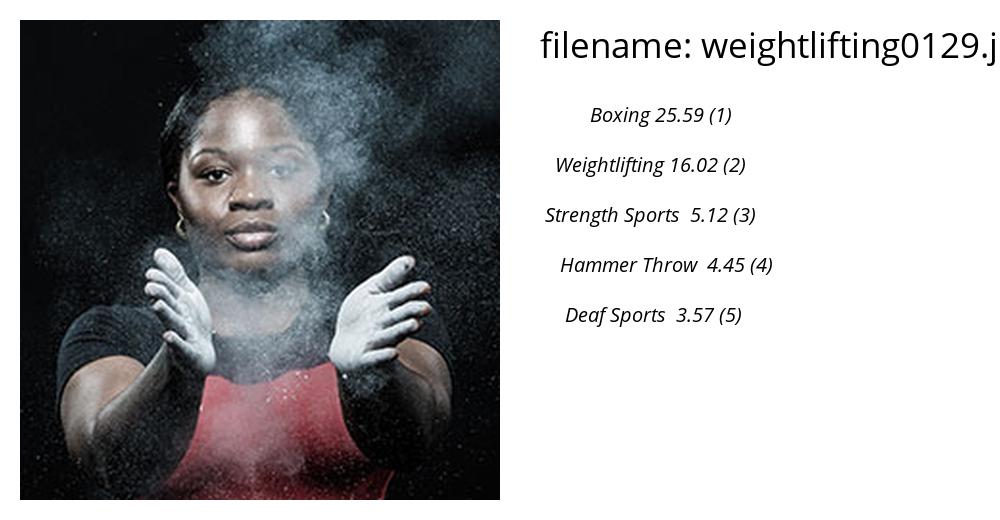 filename: weightlifting0129.j
Boxing 25.59 (1)
Weightlifting 16.02 (2)
Strength Sports 5.12 (3)
Hammer Throw 4.45 (4)
Deaf Sports 3.57 (5)